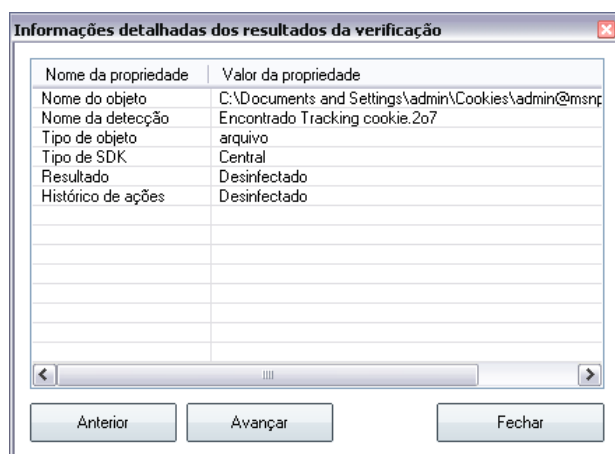 Informações detalhadas dos resultados da verificação
Nome da propriedade Valor da propriedade
Nome do objeto C:\Documents and Settings\admin\Cookies\admin@msnp
Nome da detecção Encontrado Tracking cookie.2o7
Tipo de objeto arquivo
Tipo de SDK Central
Resultado Desinfectado
Histórico de ações Desinfectado
Anterior Avançar Fechar